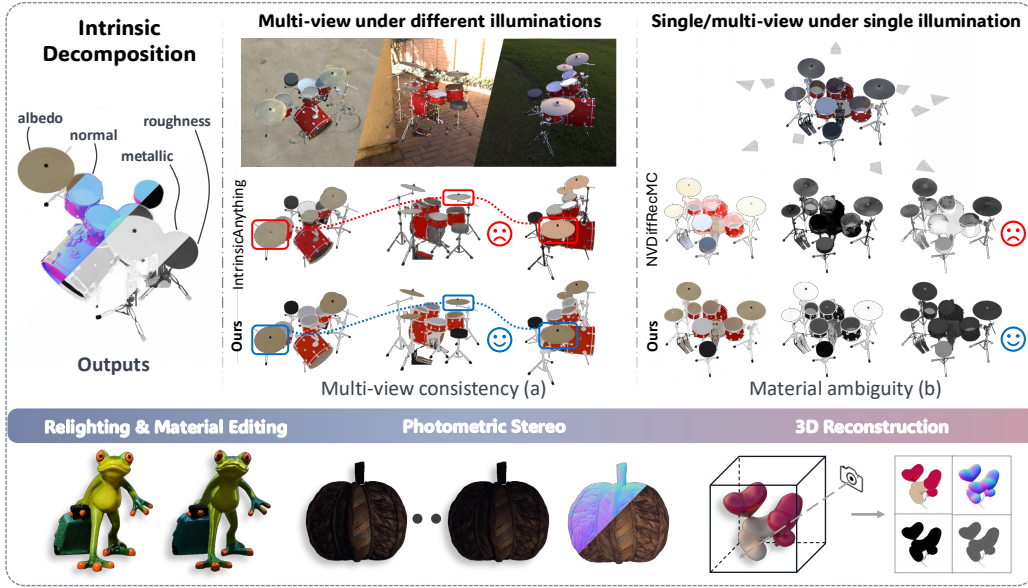 Intrinsic
Decomposition
albedo
normal
roughness
metallic
Outputs
Multi-view under different illuminations
IntrinsicAnything
Ours
Multi-view consistency (a)
Single/multi-view under single illumination
NVDiffRecMC
Ours
Material ambiguity (b)
Relighting & Material Editing
Photometric Stereo
3D Reconstruction